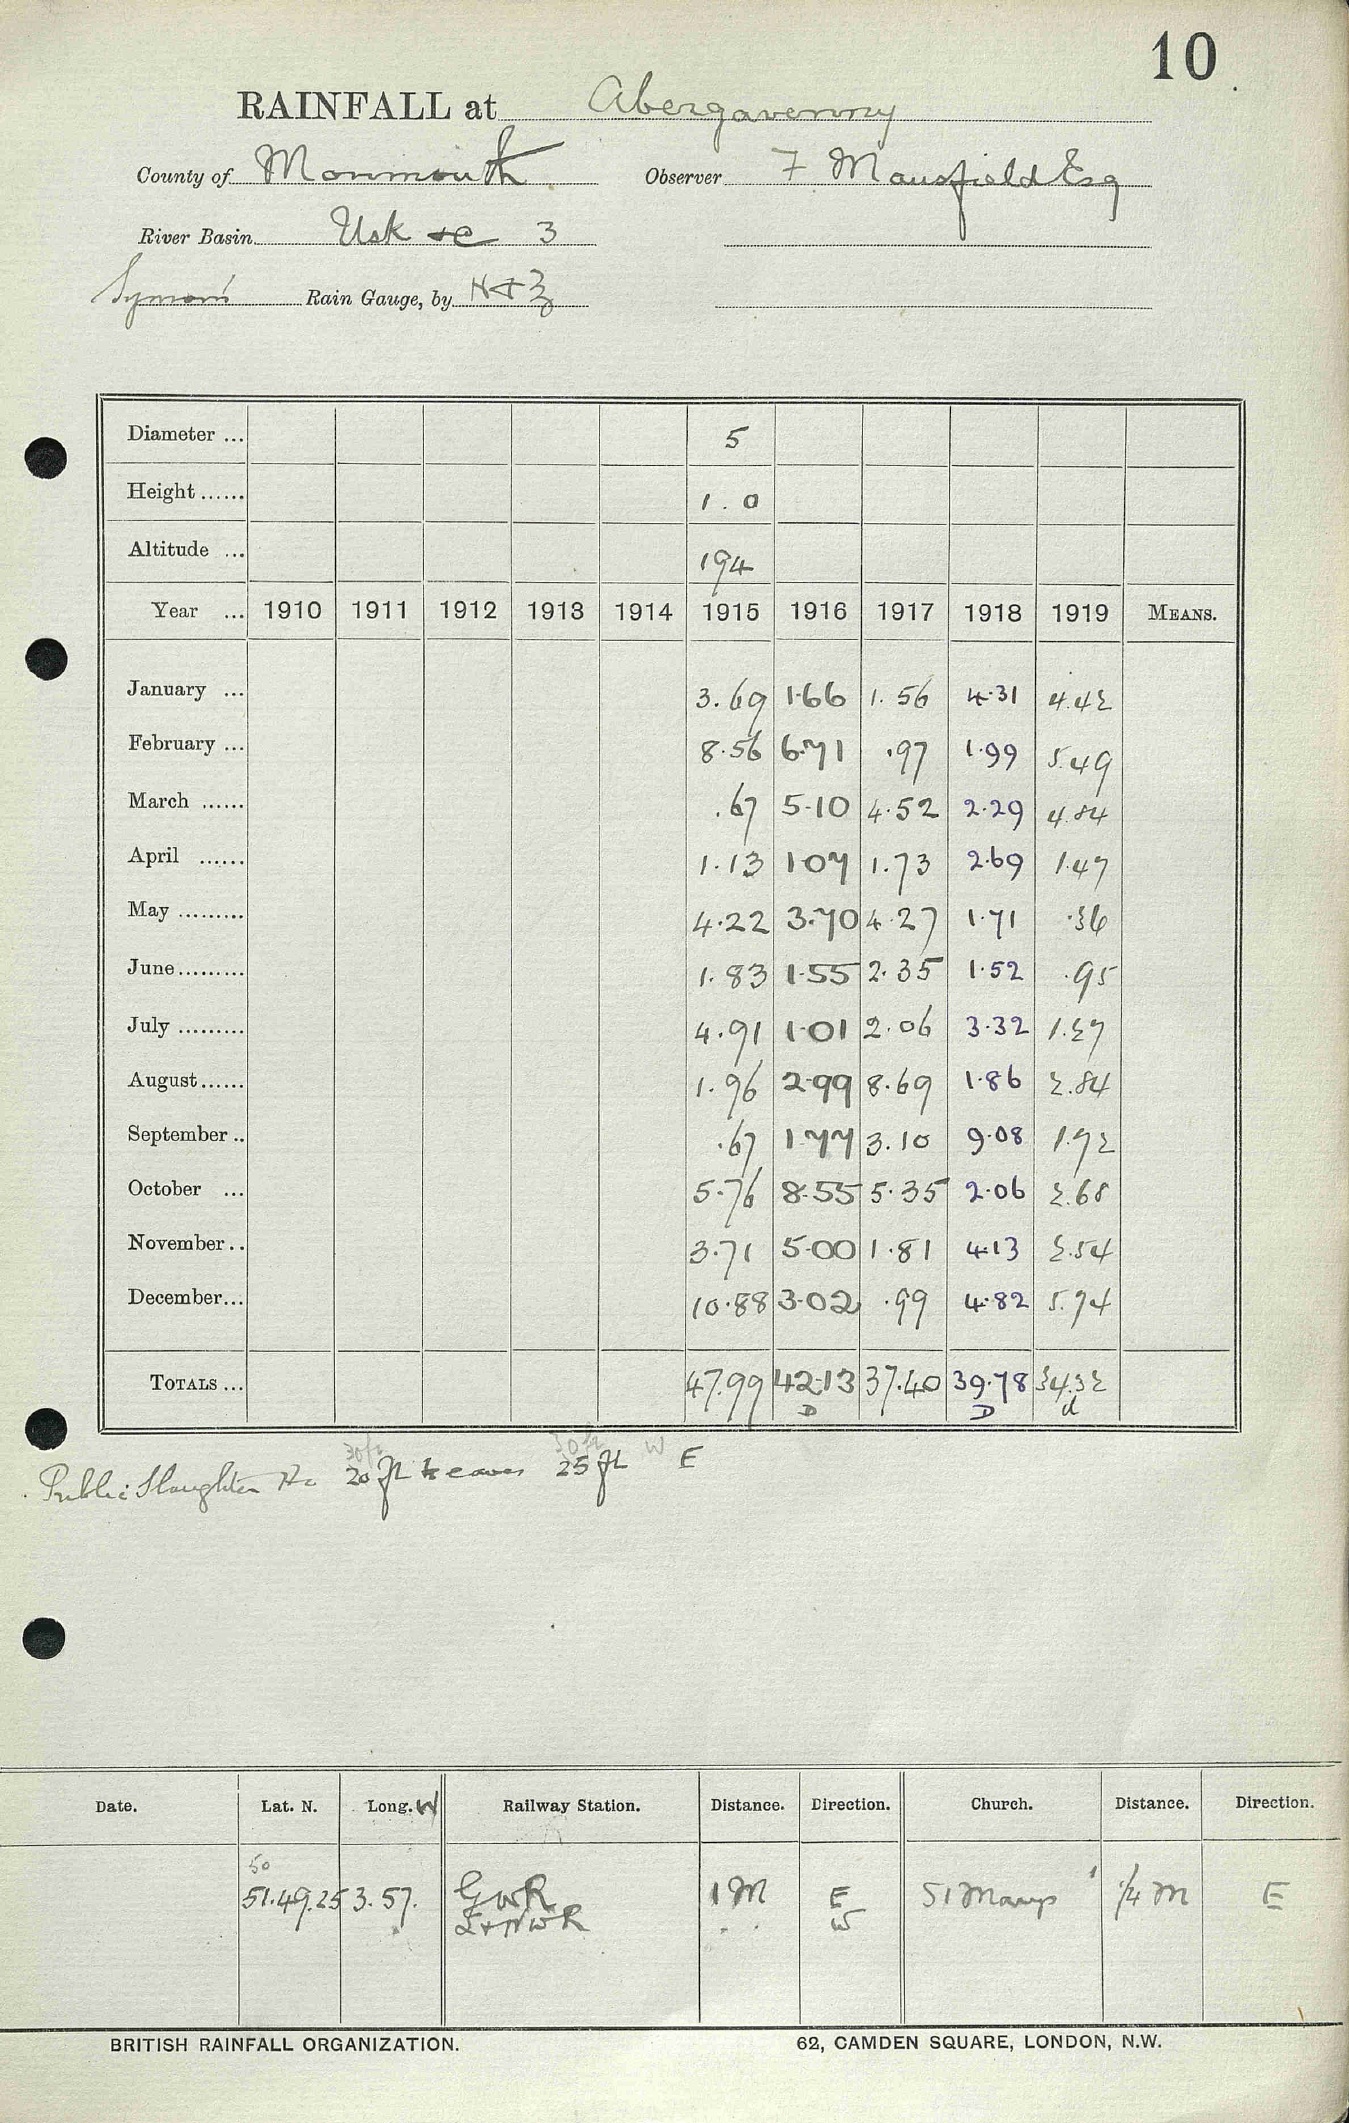 10
RAINFALL at Abergavenny
County of Monmouth Observer F Mansfield Esq
River Basin Usk &c 3
Symons Rain Gauge, by N & Z
Diameter ... 5
Height ...... 1.0
Altitude ... 194
Year ... 1910 1911 1912 1913 1914 1915 1916 1917 1918 1919 MEANS.
January ... 3.69 1.66 1.56 4.31 4.42
February ... 8.56 6.71 .97 1.99 5.49
March ...... .67 5.10 4.52 2.29 4.84
April ...... 1.13 1.07 1.73 2.69 1.47
May ......... 4.22 3.70 4.27 1.71 .36
June ......... 1.83 1.55 2.35 1.52 .95
July ......... 4.91 1.01 2.06 3.32 1.27
August ...... 1.96 2.99 8.69 1.86 2.84
September .. .67 1.77 3.10 9.08 1.72
October ... 5.76 8.55 5.35 2.06 2.68
November .. 3.71 5.00 1.81 4.13 2.54
December ... 10.88 3.02 .99 4.82 5.74
TOTALS ... 47.99 42.13 37.40 39.78 34.32
D D d
30ft 30ft W
Public Slaughter Ho 20 ft to eaves 25 ft E
Date. Lat. N. Long. W Railway Station. Distance. Direction. Church. Distance. Direction.
50
51.49.25 3.57. GWR 1 M E St Marys 1/4 M E
L&NWR " W
BRITISH RAINFALL ORGANIZATION. 62, CAMDEN SQUARE, LONDON, N.W.